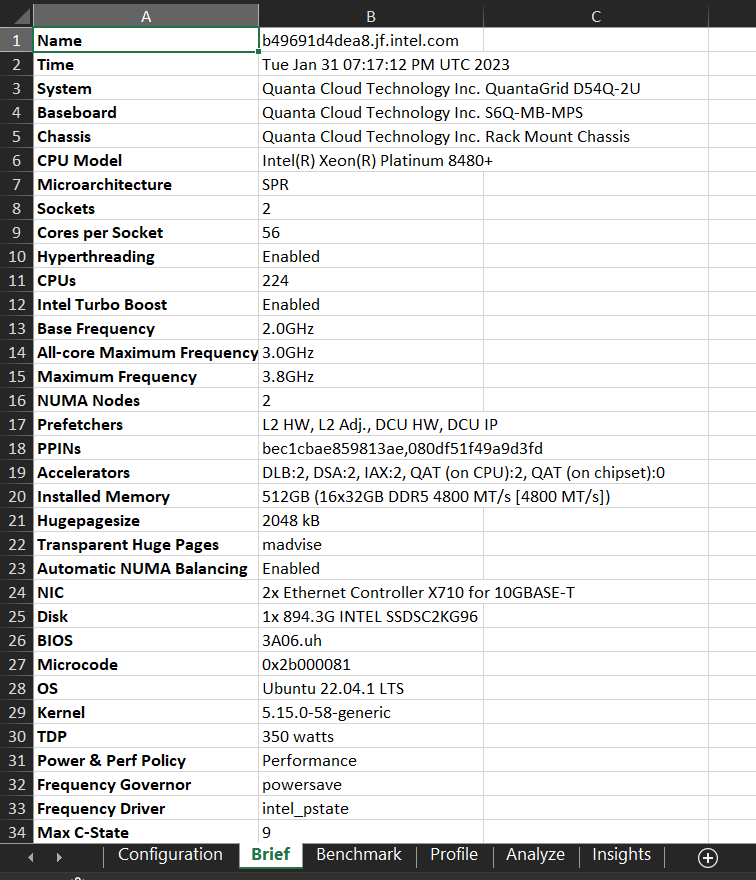 A B C
1 Name b49691d4dea8.jf.intel.com
2 Time Tue Jan 31 07:17:12 PM UTC 2023
3 System Quanta Cloud Technology Inc. QuantaGrid D54Q-2U
4 Baseboard Quanta Cloud Technology Inc. S6Q-MB-MPS
5 Chassis Quanta Cloud Technology Inc. Rack Mount Chassis
6 CPU Model Intel(R) Xeon(R) Platinum 8480+
7 Microarchitecture SPR
8 Sockets 2
9 Cores per Socket 56
10 Hyperthreading Enabled
11 CPUs 224
12 Intel Turbo Boost Enabled
13 Base Frequency 2.0GHz
14 All-core Maximum Frequency 3.0GHz
15 Maximum Frequency 3.8GHz
16 NUMA Nodes 2
17 Prefetchers L2 HW, L2 Adj., DCU HW, DCU IP
18 PPINs bec1cbae859813ae,080df51f49a9d3fd
19 Accelerators DLB:2, DSA:2, IAX:2, QAT (on CPU):2, QAT (on chipset):0
20 Installed Memory 512GB (16x32GB DDR5 4800 MT/s [4800 MT/s])
21 Hugepagesize 2048 kB
22 Transparent Huge Pages madvise
23 Automatic NUMA Balancing Enabled
24 NIC 2x Ethernet Controller X710 for 10GBASE-T
25 Disk 1x 894.3G INTEL SSDSC2KG96
26 BIOS 3A06.uh
27 Microcode 0x2b000081
28 OS Ubuntu 22.04.1 LTS
29 Kernel 5.15.0-58-generic
30 TDP 350 watts
31 Power & Perf Policy Performance
32 Frequency Governor powersave
33 Frequency Driver intel_pstate
34 Max C-State 9
Configuration Brief Benchmark Profile Analyze Insights